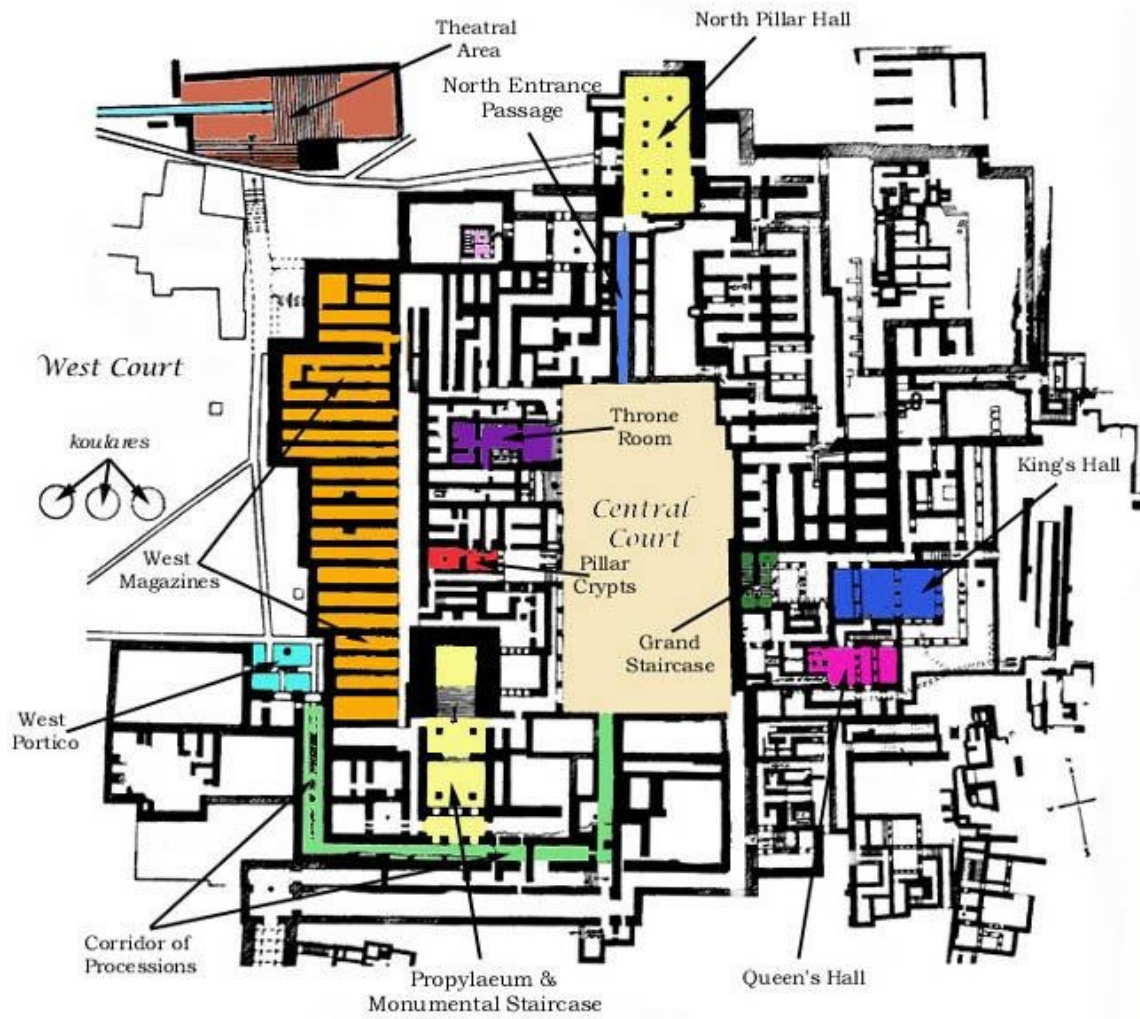 North Pillar Hall
Theatral
Area
North Entrance
Passage
West Court
koulares
Throne
Room
King's Hall
Central
Court
West
Magazines
Pillar
Crypts
Grand
Staircase
West
Portico
Corridor of
Processions
Propylaeum &
Monumental Staircase
Queen's Hall